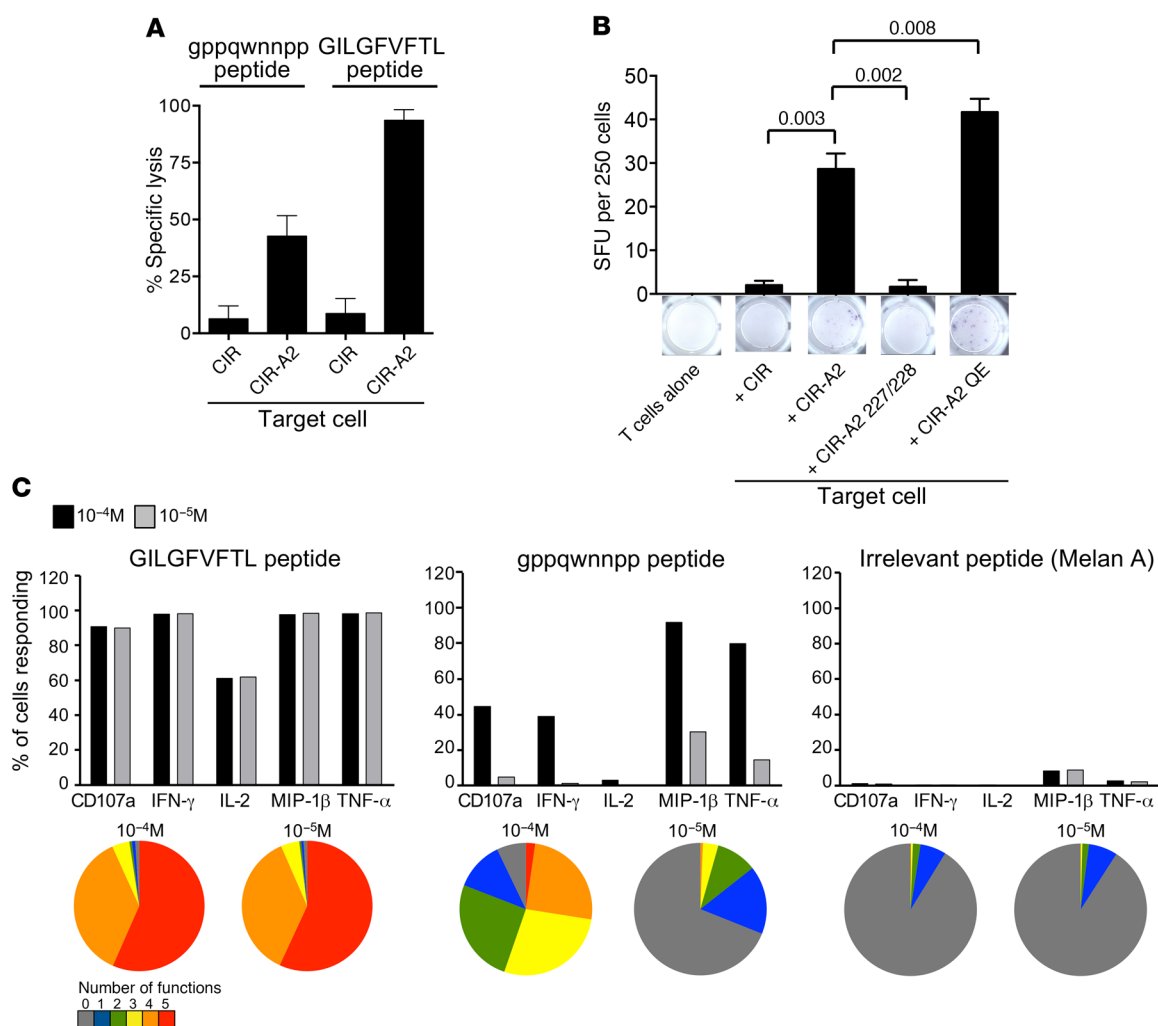 A
gppqwnnpp GILGFVFTL
peptide peptide
% Specific lysis
100
75
50
25
0
CIR
CIR-A2
CIR
CIR-A2
Target cell
B
0.008
0.002
0.003
SFU per 250 cells
50
40
30
20
10
0
T cells alone
+ CIR
+ CIR-A2
+ CIR-A2 227/228
+ CIR-A2 QE
Target cell
C
10⁻⁴M 10⁻⁵M
GILGFVFTL peptide
% of cells responding
120
100
80
60
40
20
0
CD107a IFN-γ IL-2 MIP-1β TNF-α
10⁻⁴M 10⁻⁵M
gppqwnnpp peptide
120
100
80
60
40
20
0
CD107a IFN-γ IL-2 MIP-1β TNF-α
10⁻⁴M 10⁻⁵M
Irrelevant peptide (Melan A)
120
100
80
60
40
20
0
CD107a IFN-γ IL-2 MIP-1β TNF-α
10⁻⁴M 10⁻⁵M
Number of functions
0 1 2 3 4 5